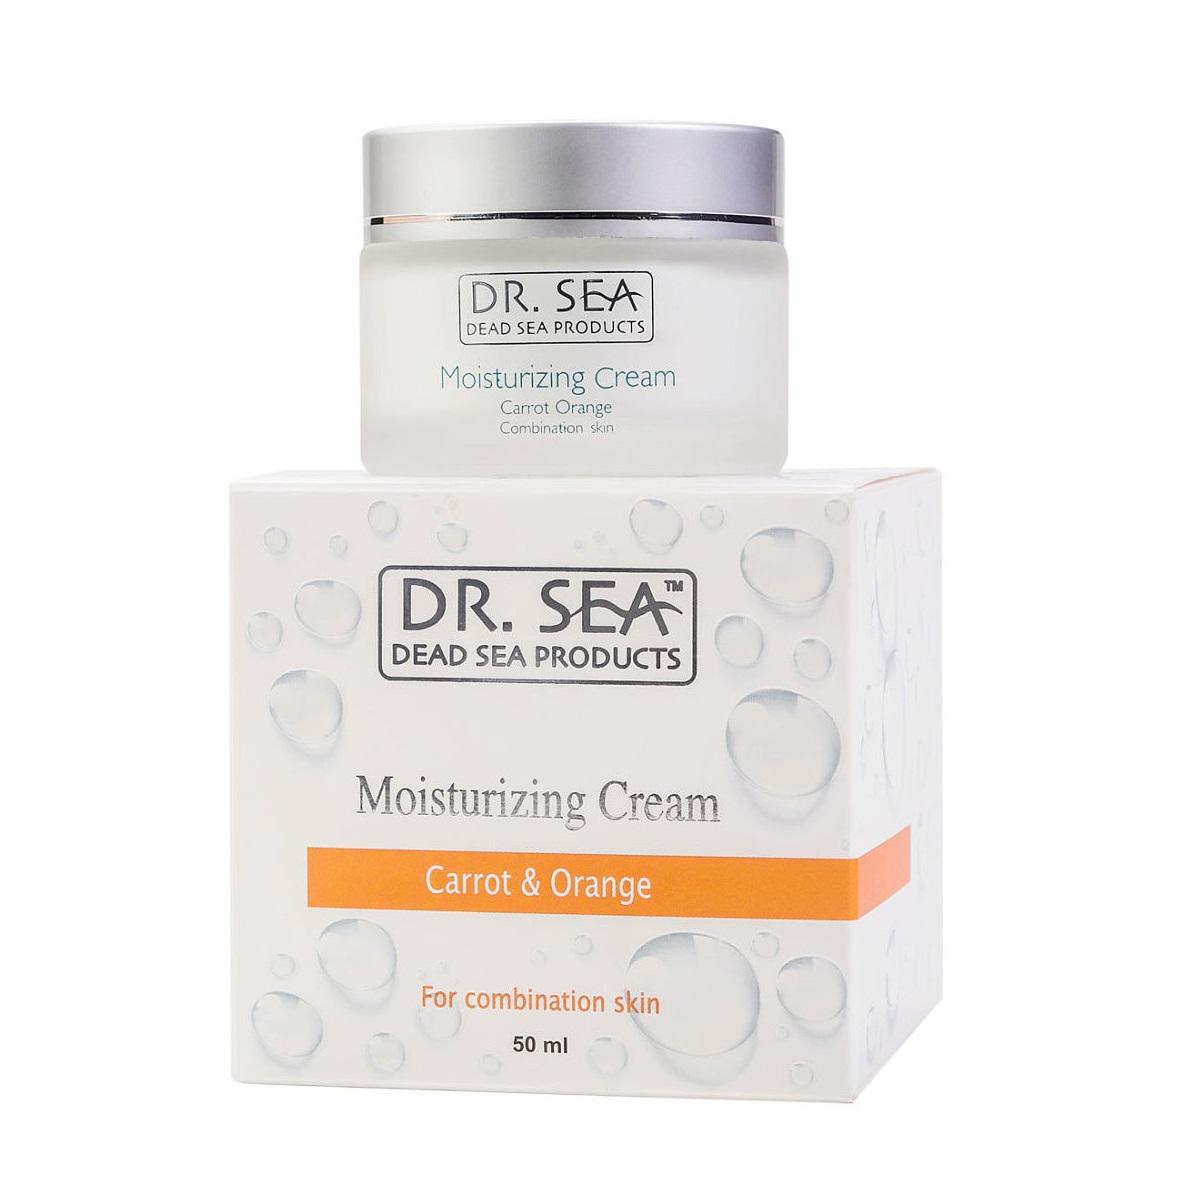 DR. SEA
DEAD SEA PRODUCTS
Moisturizing Cream
Carrot Orange
Combination skin
DR. SEA™
DEAD SEA PRODUCTS
Moisturizing Cream
Carrot & Orange
For combination skin
50 ml